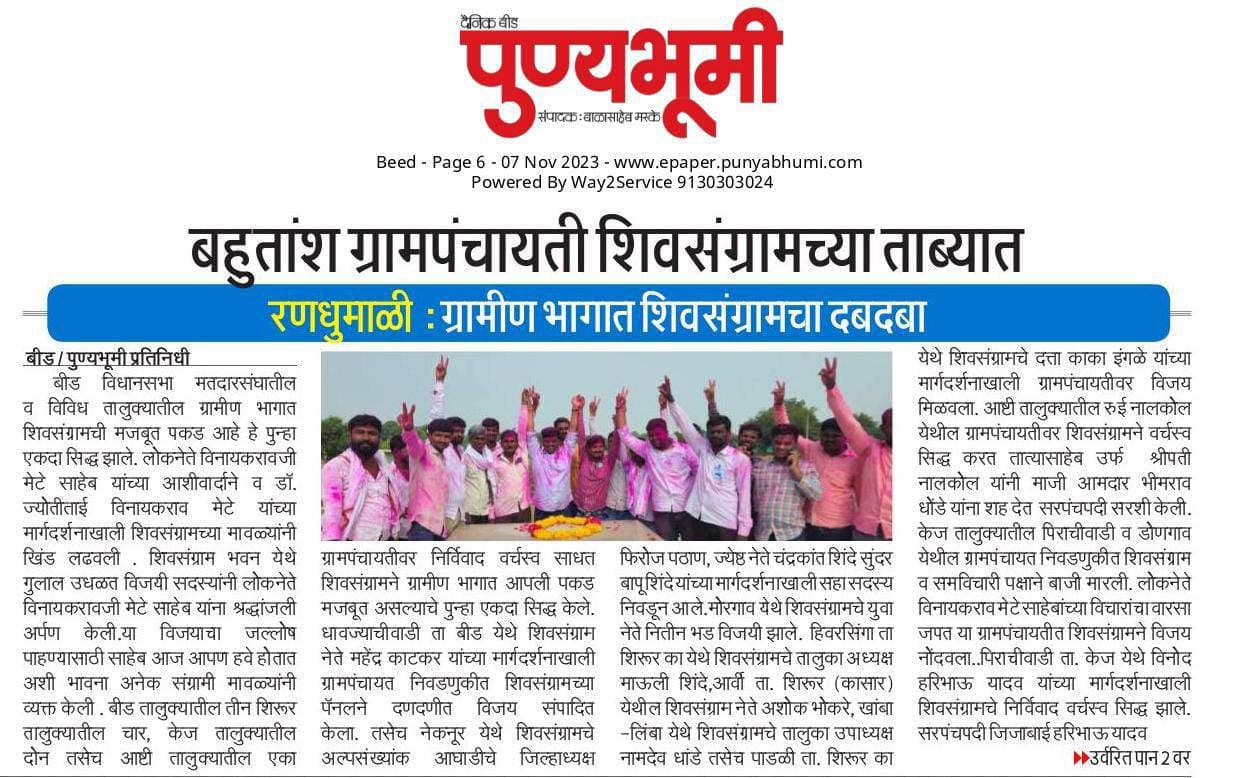 दैनिक बीड
पुण्यभूमी
संपादक:बाळासाहेब मस्के
Beed - Page 6 - 07 Nov 2023 - www.epaper.punyabhumi.com
Powered By Way2Service 9130303024
बहुतांश ग्रामपंचायती शिवसंग्रामच्या ताब्यात
रणधुमाळी : ग्रामीण भागात शिवसंग्रामचा दबदबा
बीड / पुण्यभूमी प्रतिनिधी
बीड विधानसभा मतदारसंघातील
व विविध तालुक्यातील ग्रामीण भागात
शिवसंग्रामची मजबूत पकड आहे हे पुन्हा
एकदा सिद्ध झाले. लोकनेते विनायकरावजी
मेटे साहेब यांच्या आशीवार्दाने व डॉ.
ज्योतीताई विनायकराव मेटे यांच्या
मार्गदर्शनाखाली शिवसंग्रामच्या मावळ्यांनी
खिंड लढवली . शिवसंग्राम भवन येथे
गुलाल उधळत विजयी सदस्यांनी लोकनेते
विनायकरावजी मेटे साहेब यांना श्रद्धांजली
अर्पण केली.या विजयाचा जल्लोष
पाहण्यासाठी साहेब आज आपण हवे होतात
अशी भावना अनेक संग्रामी मावळ्यांनी
व्यक्त केली . बीड तालुक्यातील तीन शिरूर
तालुक्यातील चार, केज तालुक्यातील
दोन तसेच आष्टी तालुक्यातील एका
ग्रामपंचायतीवर निर्विवाद वर्चस्व साधत
शिवसंग्रामने ग्रामीण भागात आपली पकड
मजबूत असल्याचे पुन्हा एकदा सिद्ध केले.
धावज्याचीवाडी ता बीड येथे शिवसंग्राम
नेते महेंद्र काटकर यांच्या मार्गदर्शनाखाली
ग्रामपंचायत निवडणुकीत शिवसंग्रामच्या
पॅनलने दणदणीत विजय संपादित
केला. तसेच नेकनूर येथे शिवसंग्रामचे
अल्पसंख्यांक आघाडीचे जिल्हाध्यक्ष
फिरोज पठाण, ज्येष्ठ नेते चंद्रकांत शिंदे सुंदर
बापू शिंदे यांच्या मार्गदर्शनाखाली सहा सदस्य
निवडून आले.मोरगाव येथे शिवसंग्रामचे युवा
नेते नितीन भड विजयी झाले. हिवरसिंगा ता
शिरूर का येथे शिवसंग्रामचे तालुका अध्यक्ष
माऊली शिंदे,आर्वी ता. शिरूर (कासार)
येथील शिवसंग्राम नेते अशोक भोकरे, खांबा
-लिंबा येथे शिवसंग्रामचे तालुका उपाध्यक्ष
नामदेव धांडे तसेच पाडळी ता. शिरूर का
येथे शिवसंग्रामचे दत्ता काका इंगळे यांच्या
मार्गदर्शनाखाली ग्रामपंचायतीवर विजय
मिळवला. आष्टी तालुक्यातील रुई नालकोल
येथील ग्रामपंचायतीवर शिवसंग्रामने वर्चस्व
सिद्ध करत तात्यासाहेब उर्फ श्रीपती
नालकोल यांनी माजी आमदार भीमराव
धोंडे यांना शह देत सरपंचपदी सरशी केली.
केज तालुक्यातील पिराचीवाडी व डोणगाव
येथील ग्रामपंचायत निवडणुकीत शिवसंग्राम
व समविचारी पक्षाने बाजी मारली. लोकनेते
विनायकराव मेटे साहेबांच्या विचारांचा वारसा
जपत या ग्रामपंचायतीत शिवसंग्रामने विजय
नोंदवला..पिराचीवाडी ता. केज येथे विनोद
हरिभाऊ यादव यांच्या मार्गदर्शनाखाली
शिवसंग्रामचे निर्विवाद वर्चस्व सिद्ध झाले.
सरपंचपदी जिजाबाई हरिभाऊ यादव
उर्वरित पान 2 वर